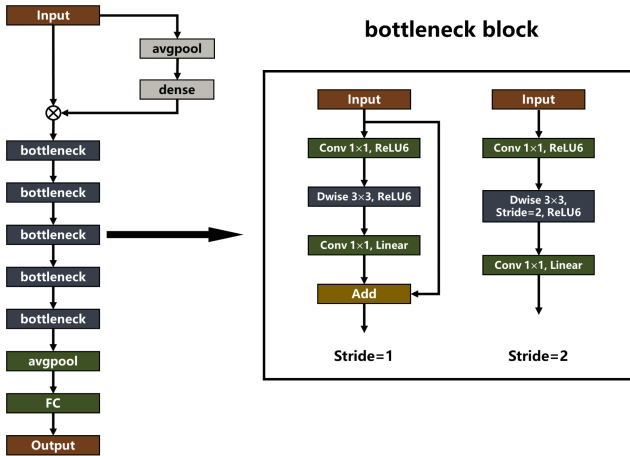 Input
avgpool
dense
bottleneck
bottleneck
bottleneck
bottleneck
bottleneck
avgpool
FC
Output
bottleneck block
Input
Conv 1×1, ReLU6
Dwise 3×3, ReLU6
Conv 1×1, Linear
Add
Stride=1
Input
Conv 1×1, ReLU6
Dwise 3×3,
Stride=2, ReLU6
Conv 1×1, Linear
Stride=2